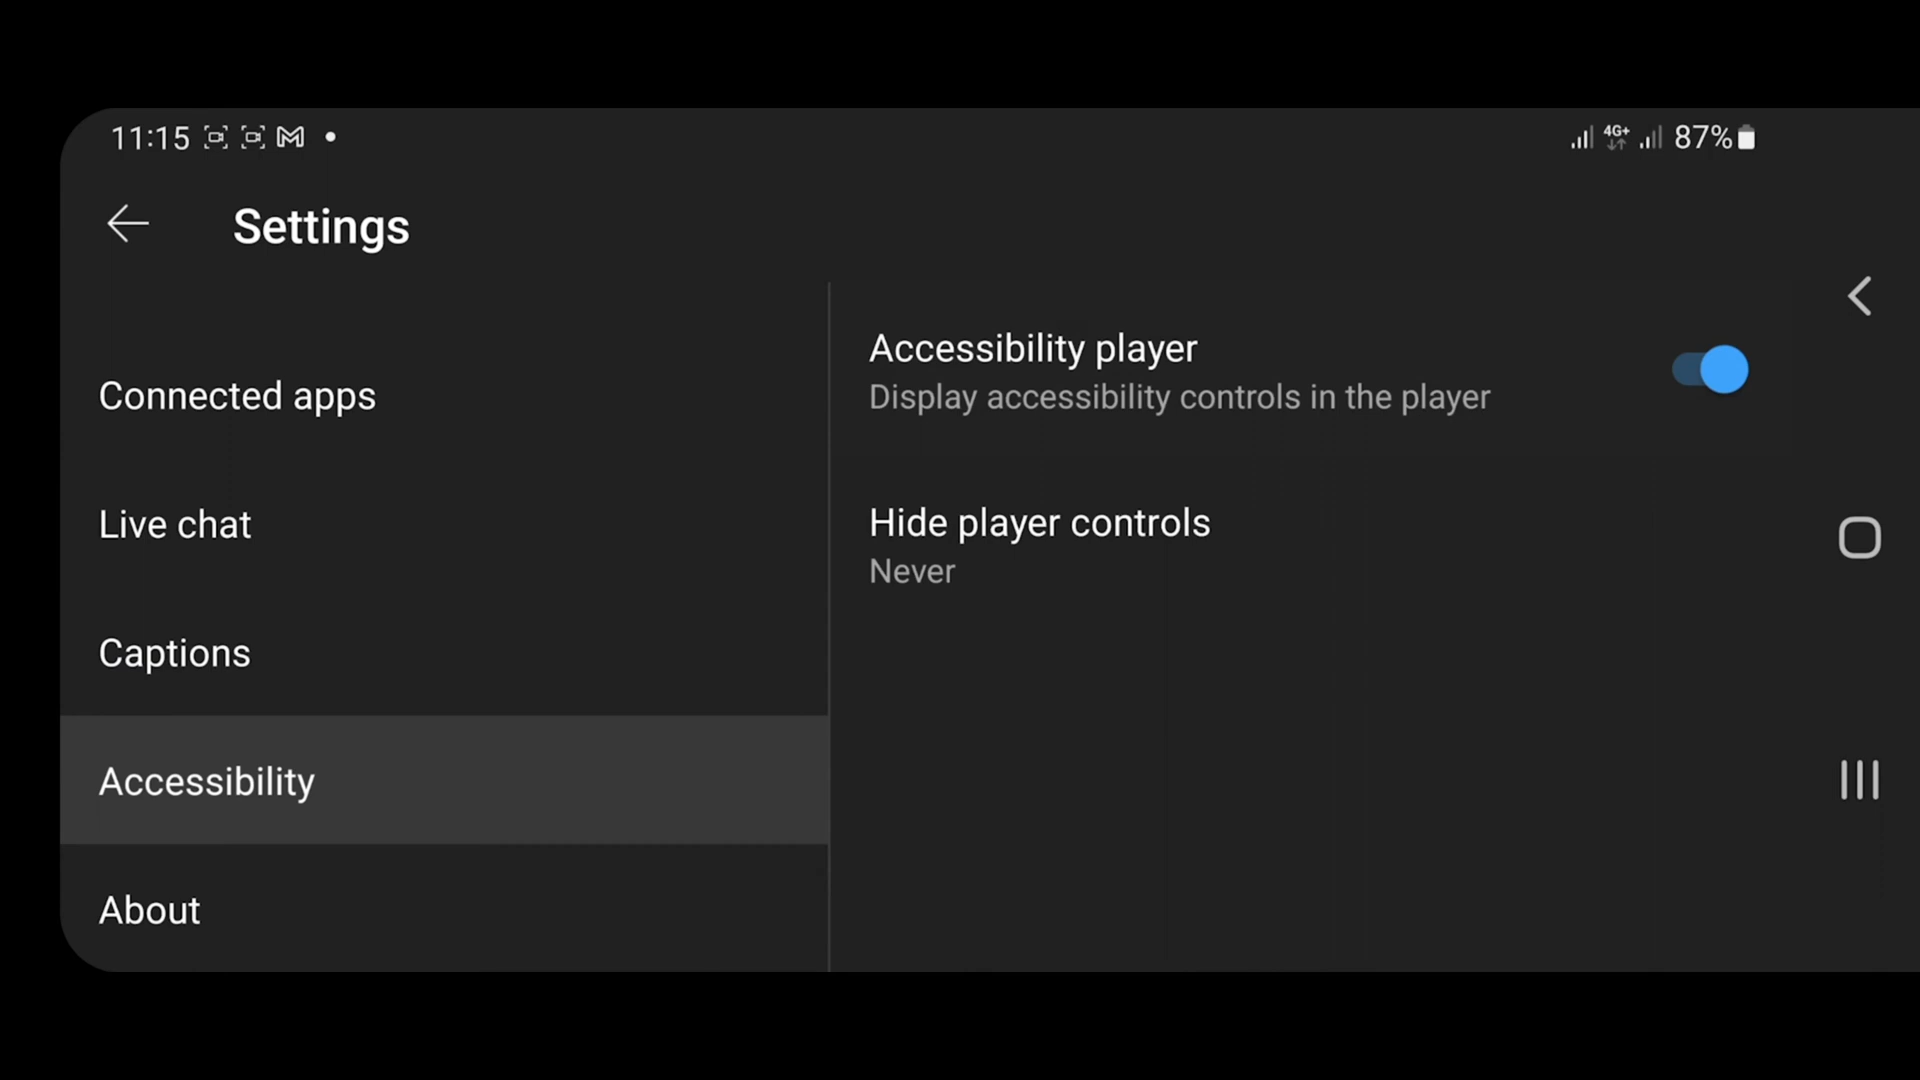 11:15
4G+
87%
Settings
Connected apps
Live chat
Captions
Accessibility
About
Accessibility player
Display accessibility controls in the player
Hide player controls
Never